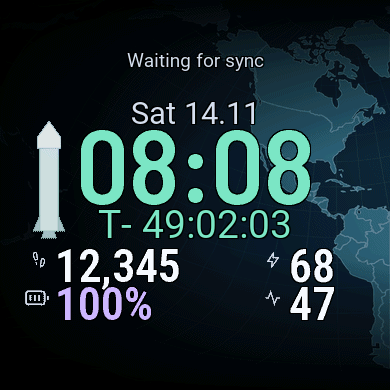 Waiting for sync
Sat 14.11
08:08
T- 49:02:03
12,345 68
100% 47